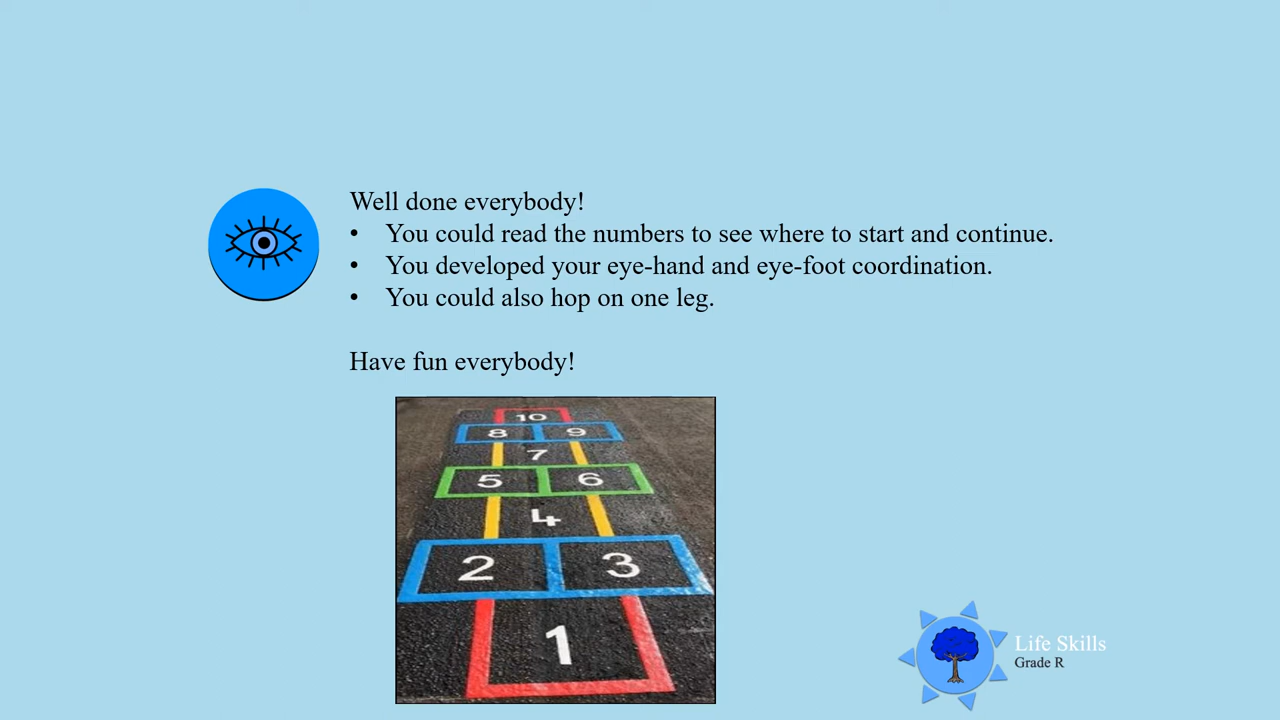 Well done everybody!
• You could read the numbers to see where to start and continue.
• You developed your eye-hand and eye-foot coordination.
• You could also hop on one leg.
Have fun everybody!
10
8 9
7
5 6
4
2 3
1
Life Skills
Grade R